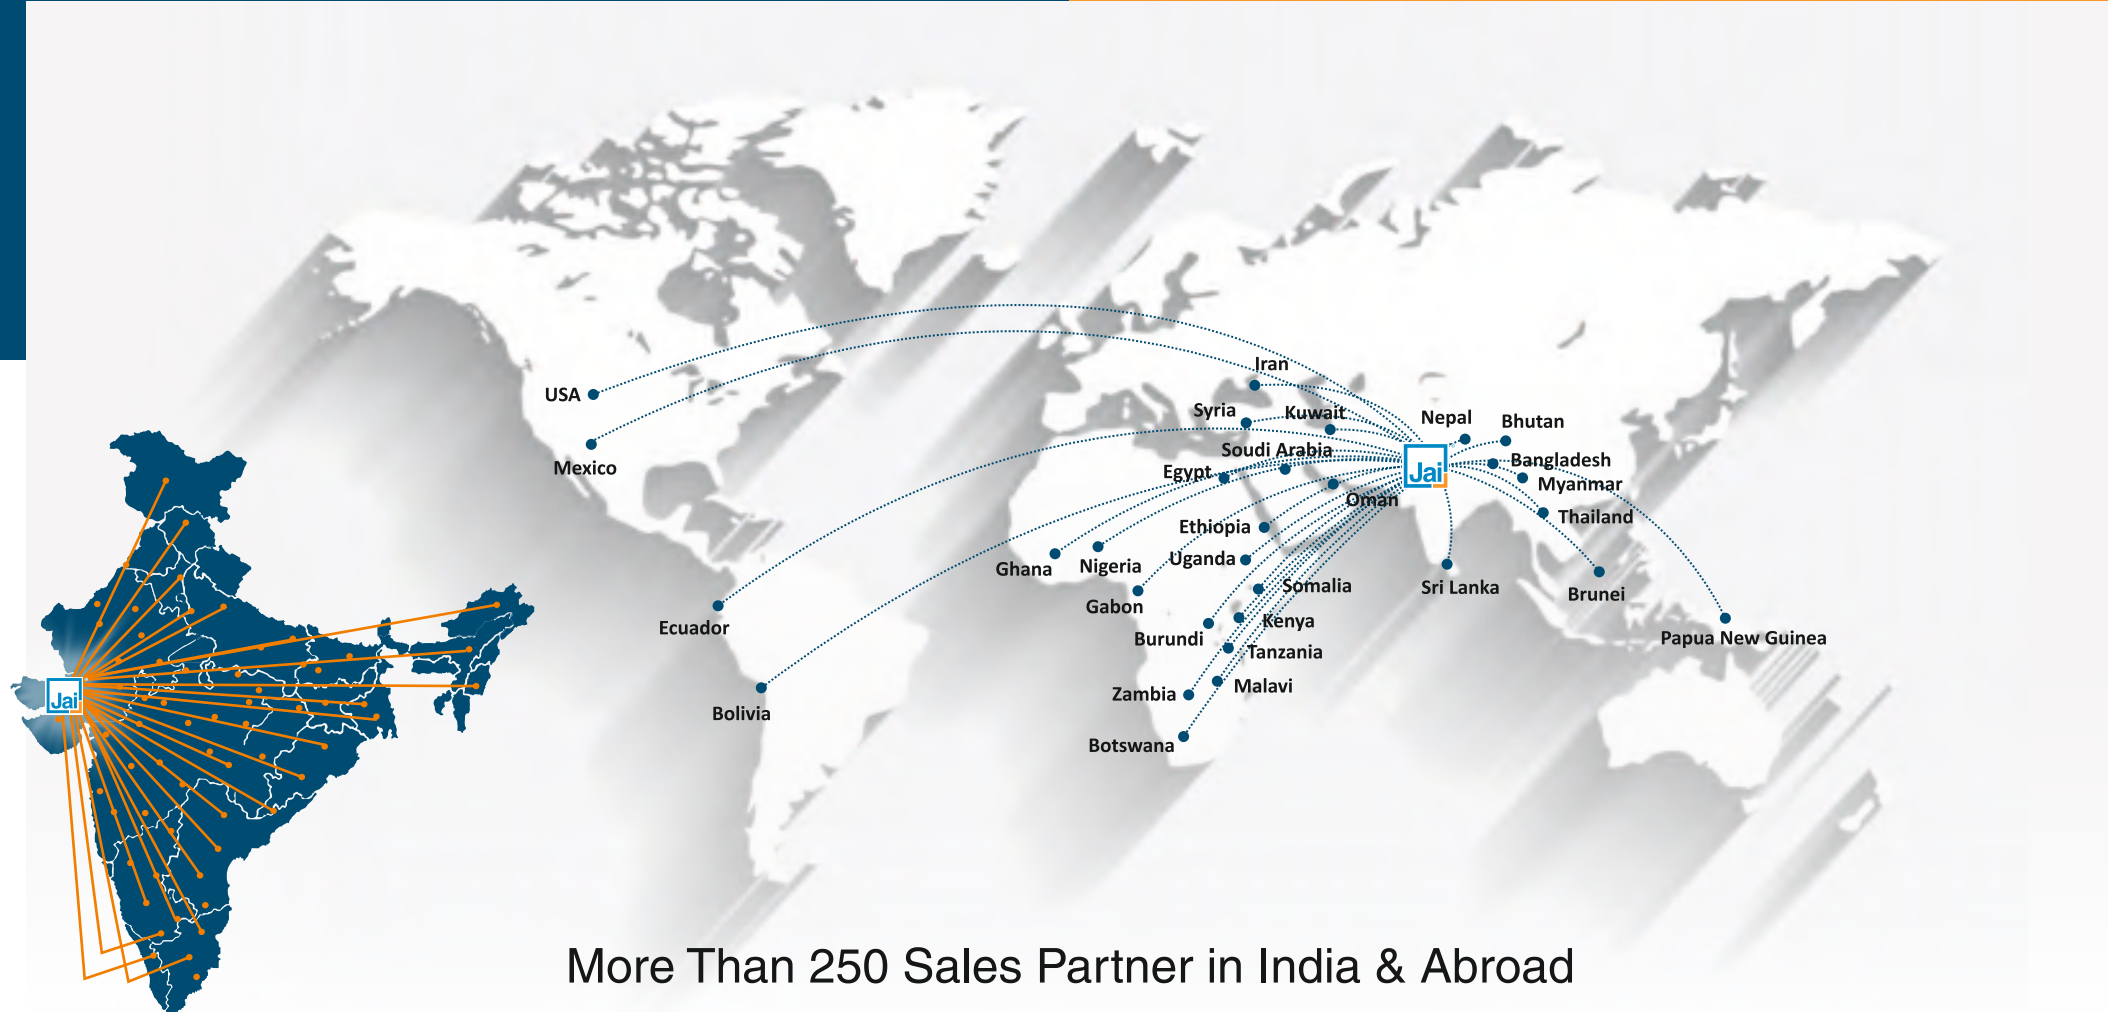 Iran
USA
Syria
Kuwait
Nepal
Bhutan
Soudi Arabia
Mexico
Egypt
Jai
Bangladesh
Myanmar
Oman
Ethiopia
Thailand
Ghana
Nigeria
Uganda
Somalia
Sri Lanka
Brunei
Gabon
Ecuador
Burundi
Kenya
Papua New Guinea
Tanzania
Jai
Zambia
Malavi
Bolivia
Botswana
More Than 250 Sales Partner in India & Abroad